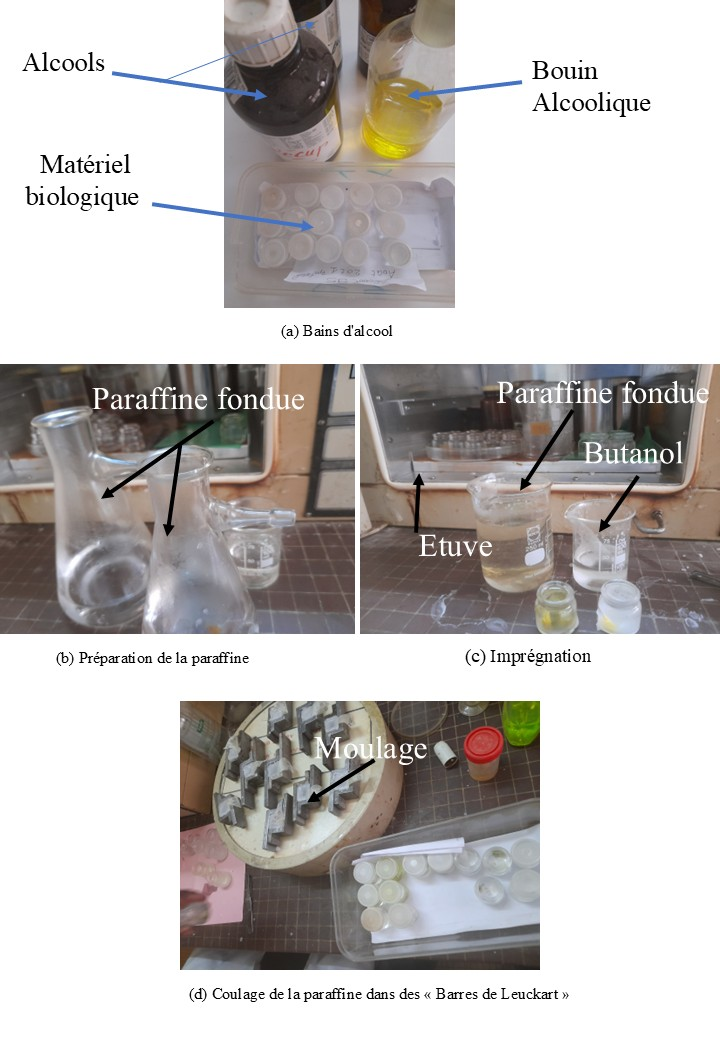 Alcools
Bouin
Alcoolique
Matériel
biologique
(a) Bains d'alcool
Paraffine fondue
Paraffine fondue
Butanol
Etuve
(b) Préparation de la paraffine
(c) Imprégnation
Moulage
(d) Coulage de la paraffine dans des « Barres de Leuckart »